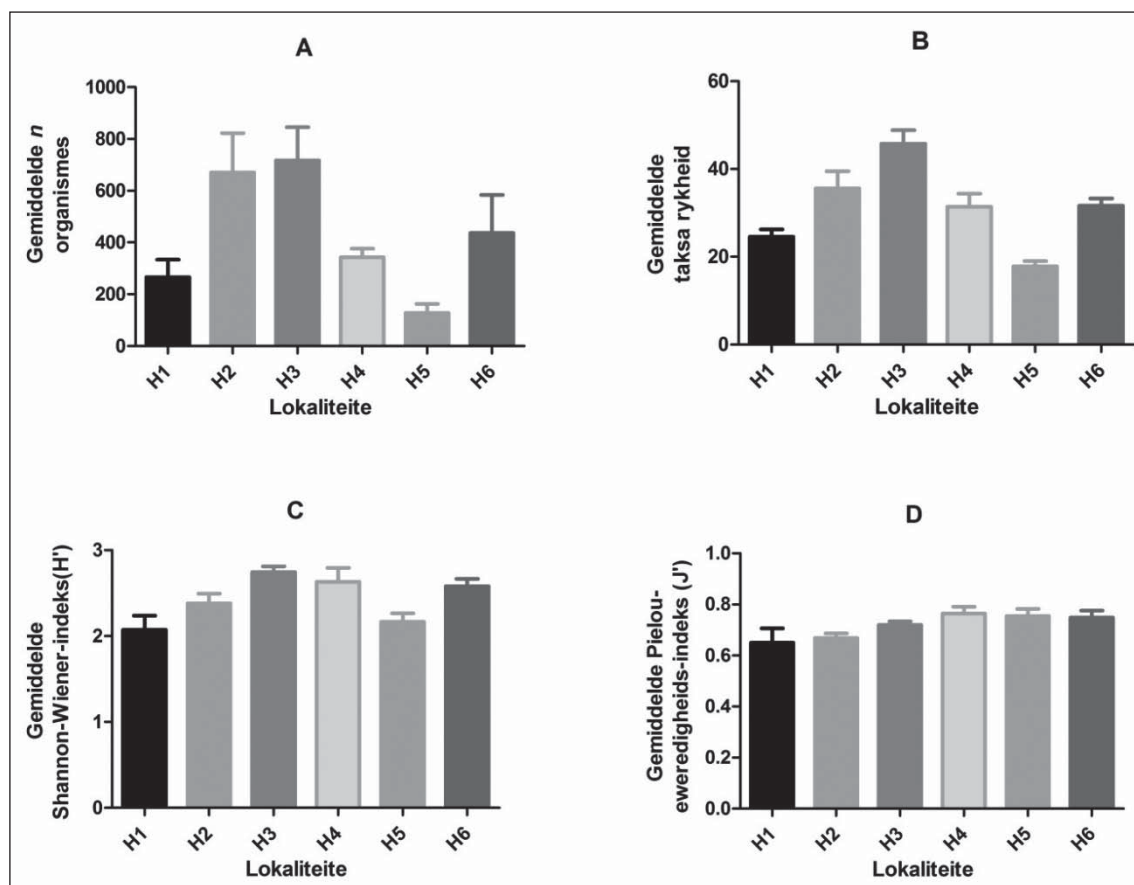 A
Gemiddelde n
organismes
1000
800
600
400
200
0
H1
H2
H3
H4
H5
H6
Lokaliteite
B
Gemiddelde
taksa rykheid
60
40
20
0
H1
H2
H3
H4
H5
H6
Lokaliteite
C
Gemiddelde
Shannon-Wiener-indeks(H')
3
2
1
0
H1
H2
H3
H4
H5
H6
Lokaliteite
D
Gemiddelde Pielou-
eweredigheids-indeks (J')
1.0
0.8
0.6
0.4
0.2
0.0
H1
H2
H3
H4
H5
H6
Lokaliteite